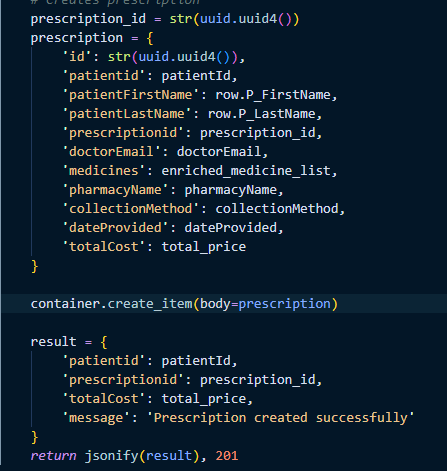 # Creates prescription
prescription_id = str(uuid.uuid4())
prescription = {
'id': str(uuid.uuid4()),
'patientid': patientId,
'patientFirstName': row.P_FirstName,
'patientLastName': row.P_LastName,
'prescriptionid': prescription_id,
'doctorEmail': doctorEmail,
'medicines': enriched_medicine_list,
'pharmacyName': pharmacyName,
'collectionMethod': collectionMethod,
'dateProvided': dateProvided,
'totalCost': total_price
}
container.create_item(body=prescription)
result = {
'patientid': patientId,
'prescriptionid': prescription_id,
'totalCost': total_price,
'message': 'Prescription created successfully'
}
return jsonify(result), 201